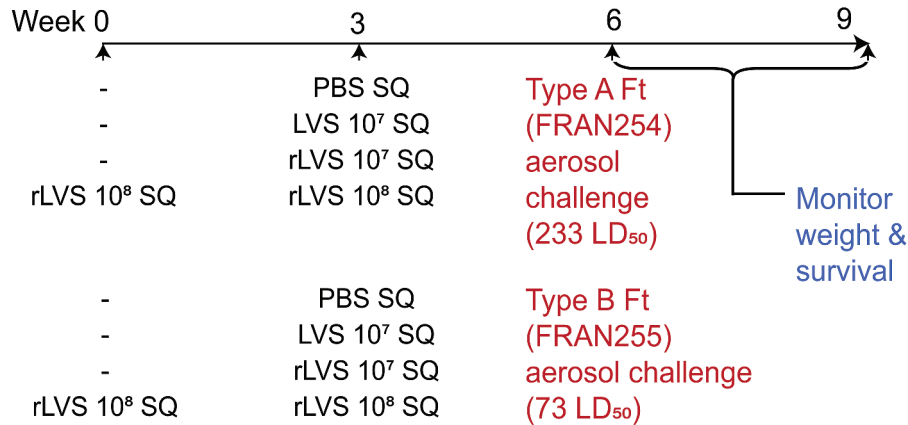 Week 0 3 6 9
- PBS SQ Type A Ft
- LVS 10⁷ SQ (FRAN254)
- rLVS 10⁷ SQ aerosol
rLVS 10⁸ SQ rLVS 10⁸ SQ challenge
(233 LD₅₀)
Monitor
weight &
survival
- PBS SQ Type B Ft
- LVS 10⁷ SQ (FRAN255)
- rLVS 10⁷ SQ aerosol challenge
rLVS 10⁸ SQ rLVS 10⁸ SQ (73 LD₅₀)